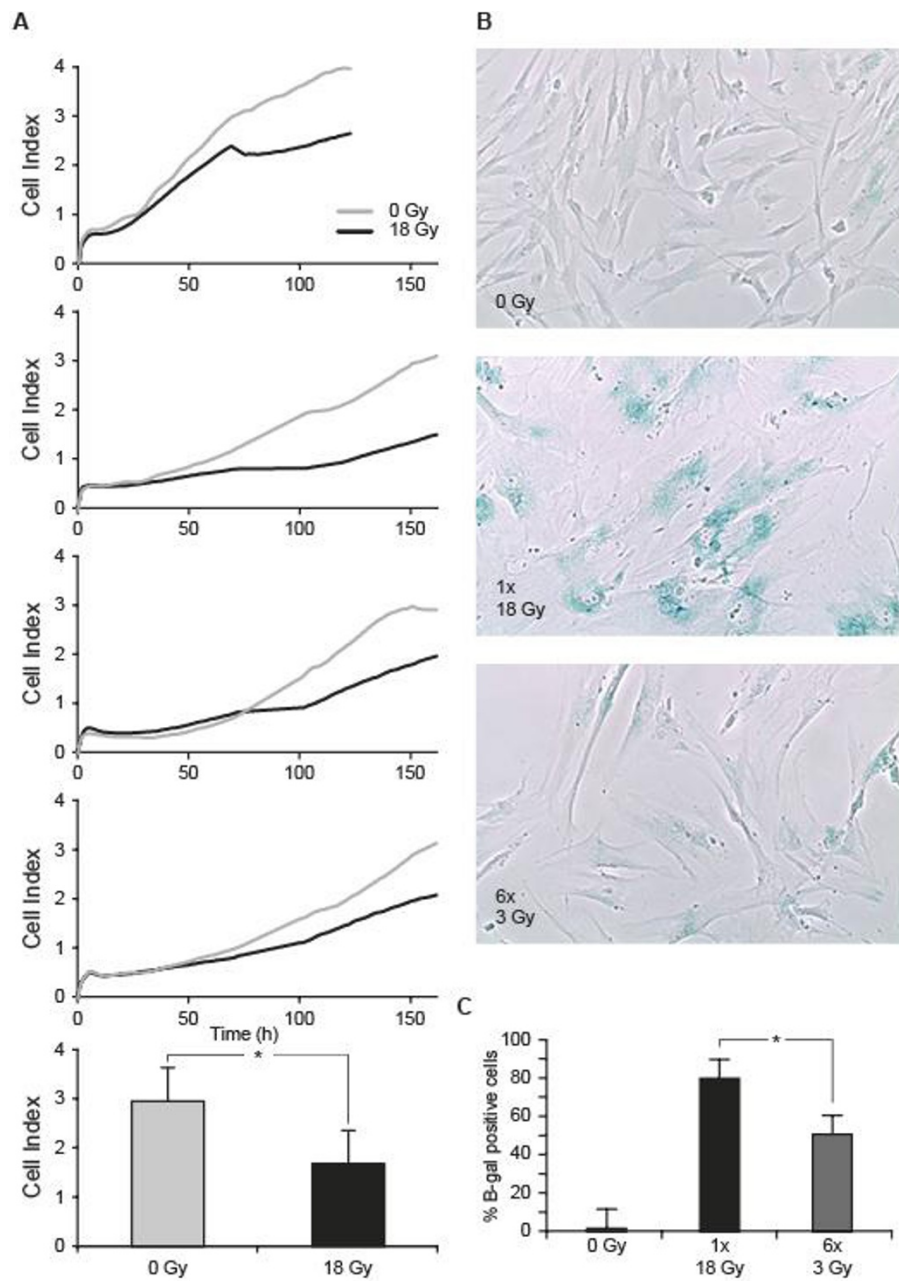 A
4
3
2
1
0
Cell Index
0 Gy
18 Gy
0 50 100 150
4
3
2
1
0
Cell Index
0 50 100 150
4
3
2
1
0
Cell Index
0 50 100 150
4
3
2
1
0
Cell Index
0 50 100 150
Time (h)
4
3
2
1
0
Cell Index
*
0 Gy 18 Gy
B
0 Gy
1x
18 Gy
6x
3 Gy
C
100
80
60
40
20
0
% B-gal positive cells
*
0 Gy 1x 6x
18 Gy 3 Gy